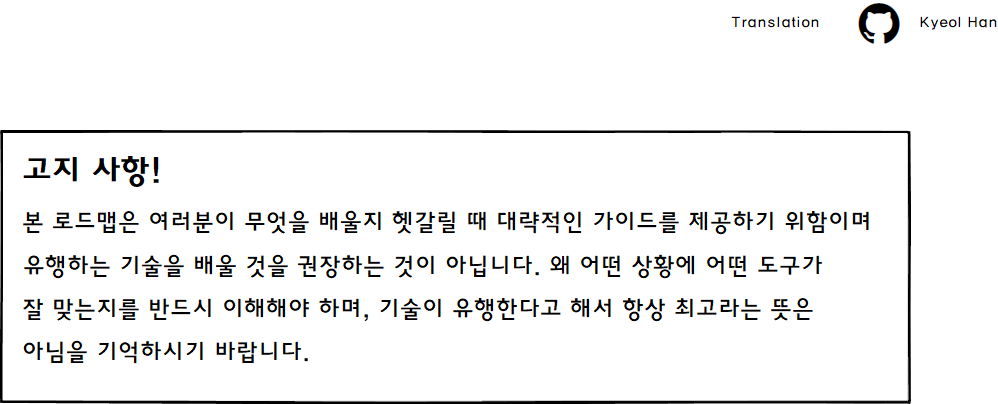 Translation Kyeol Han
고지 사항!
본 로드맵은 여러분이 무엇을 배울지 헷갈릴 때 대략적인 가이드를 제공하기 위함이며
유행하는 기술을 배울 것을 권장하는 것이 아닙니다. 왜 어떤 상황에 어떤 도구가
잘 맞는지를 반드시 이해해야 하며, 기술이 유행한다고 해서 항상 최고라는 뜻은
아님을 기억하시기 바랍니다.